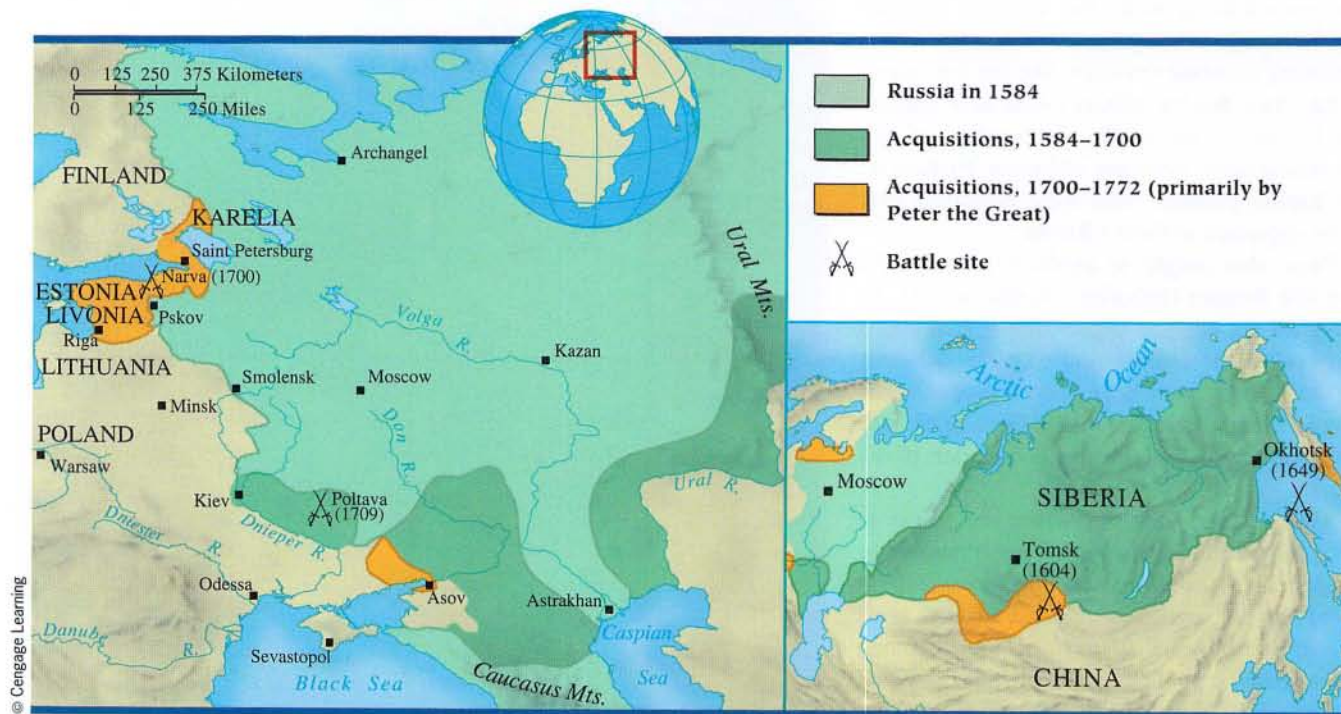 0 125 250 375 Kilometers
0 125 250 Miles
Archangel
FINLAND
KARELIA
Saint Petersburg
Narva (1700)
ESTONIA
LIVONIA
Pskov
Riga
LITHUANIA
Smolensk
Moscow
Minsk
POLAND
Warsaw
Volga
R.
Kazan
Ural Mts.
Don
R.
Kiev
Poltava
(1709)
Ural R.
Dniester
R.
Dnieper R.
Odessa
Asov
Astrakhan
Danube
R.
Sevastopol
Black Sea
Caucasus Mts.
Caspian
Sea
© Cengage Learning
Russia in 1584
Acquisitions, 1584–1700
Acquisitions, 1700–1772 (primarily by
Peter the Great)
Battle site
Arctic
Ocean
Moscow
Okhotsk
(1649)
SIBERIA
Tomsk
(1604)
CHINA